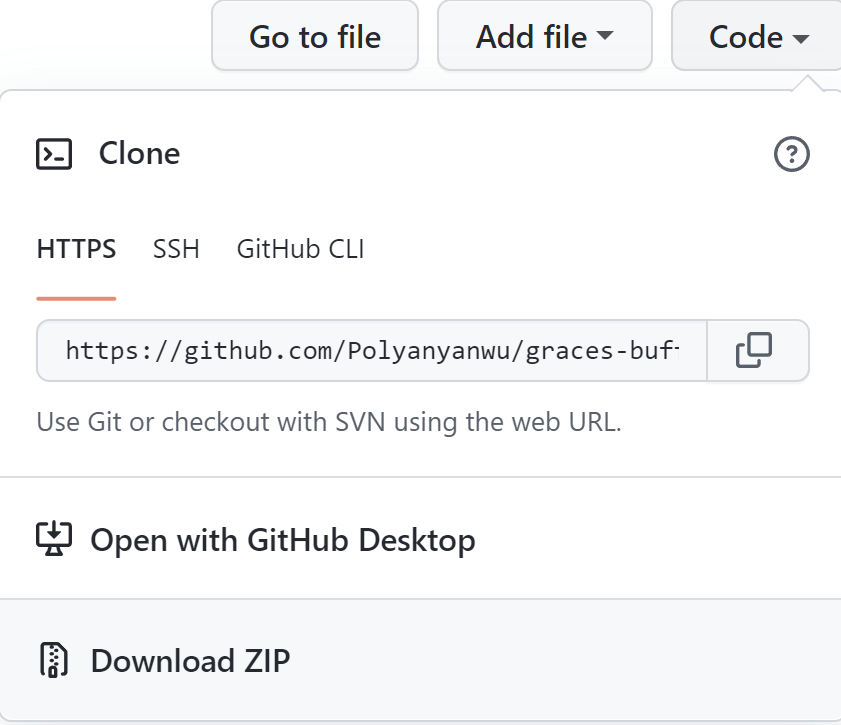 Go to file Add file Code
Clone
HTTPS SSH GitHub CLI
https://github.com/Polyanyanwu/graces-buf
Use Git or checkout with SVN using the web URL.
Open with GitHub Desktop
Download ZIP